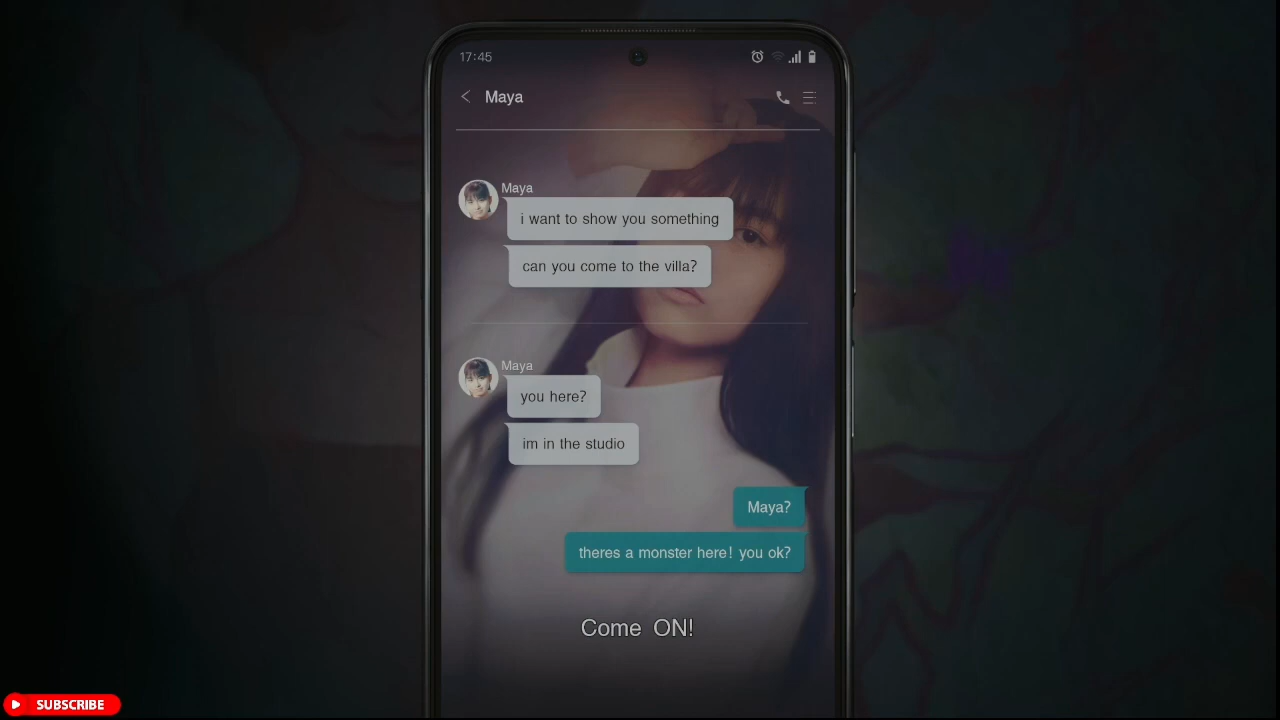 17:45
Maya
Maya
i want to show you something
can you come to the villa?
Maya
you here?
im in the studio
Maya?
theres a monster here! you ok?
Come ON!
SUBSCRIBE